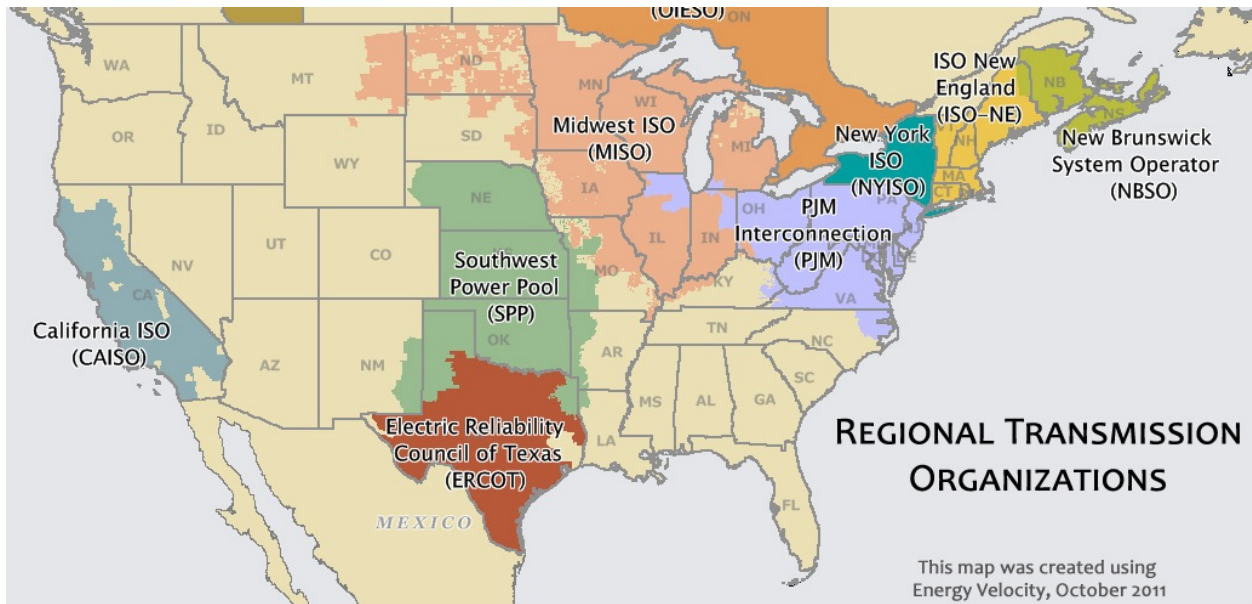 (OIESO)
ON
WA
MT
ND
MN
OR
ID
SD
WI
MI
WY
Midwest ISO
(MISO)
ISO New
England
(ISO-NE)
NB
NS
NH
MA
CT
New Brunswick
System Operator
(NBSO)
New York
ISO
(NYISO)
NE
IA
NV
UT
CO
IL
IN
OH
PA
PJM
Interconnection
(PJM)
DE
MO
KY
VA
Southwest
Power Pool
(SPP)
CA
California ISO
(CAISO)
AZ
NM
OK
AR
TN
NC
SC
MS
AL
GA
LA
FL
Electric Reliability
Council of Texas
(ERCOT)
MEXICO
REGIONAL TRANSMISSION
ORGANIZATIONS
This map was created using
Energy Velocity, October 2011